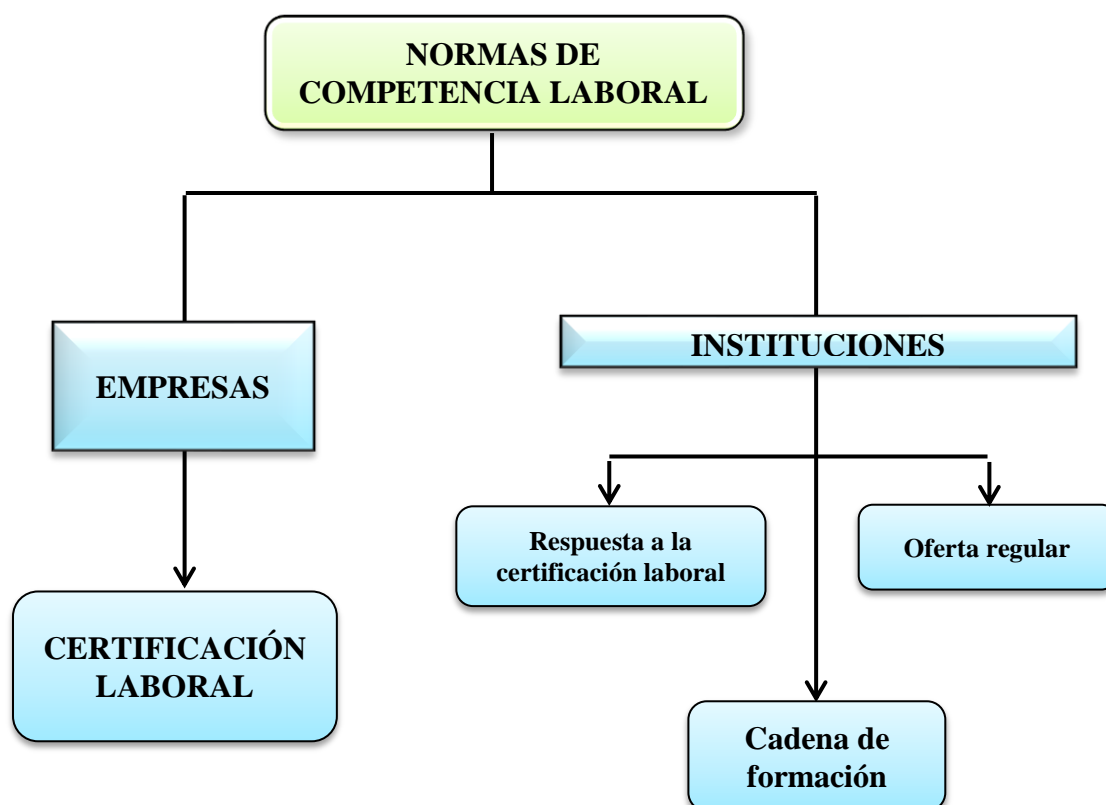 NORMAS DE
COMPETENCIA LABORAL
EMPRESAS
INSTITUCIONES
Respuesta a la
certificación laboral
Oferta regular
CERTIFICACIÓN
LABORAL
Cadena de
formación